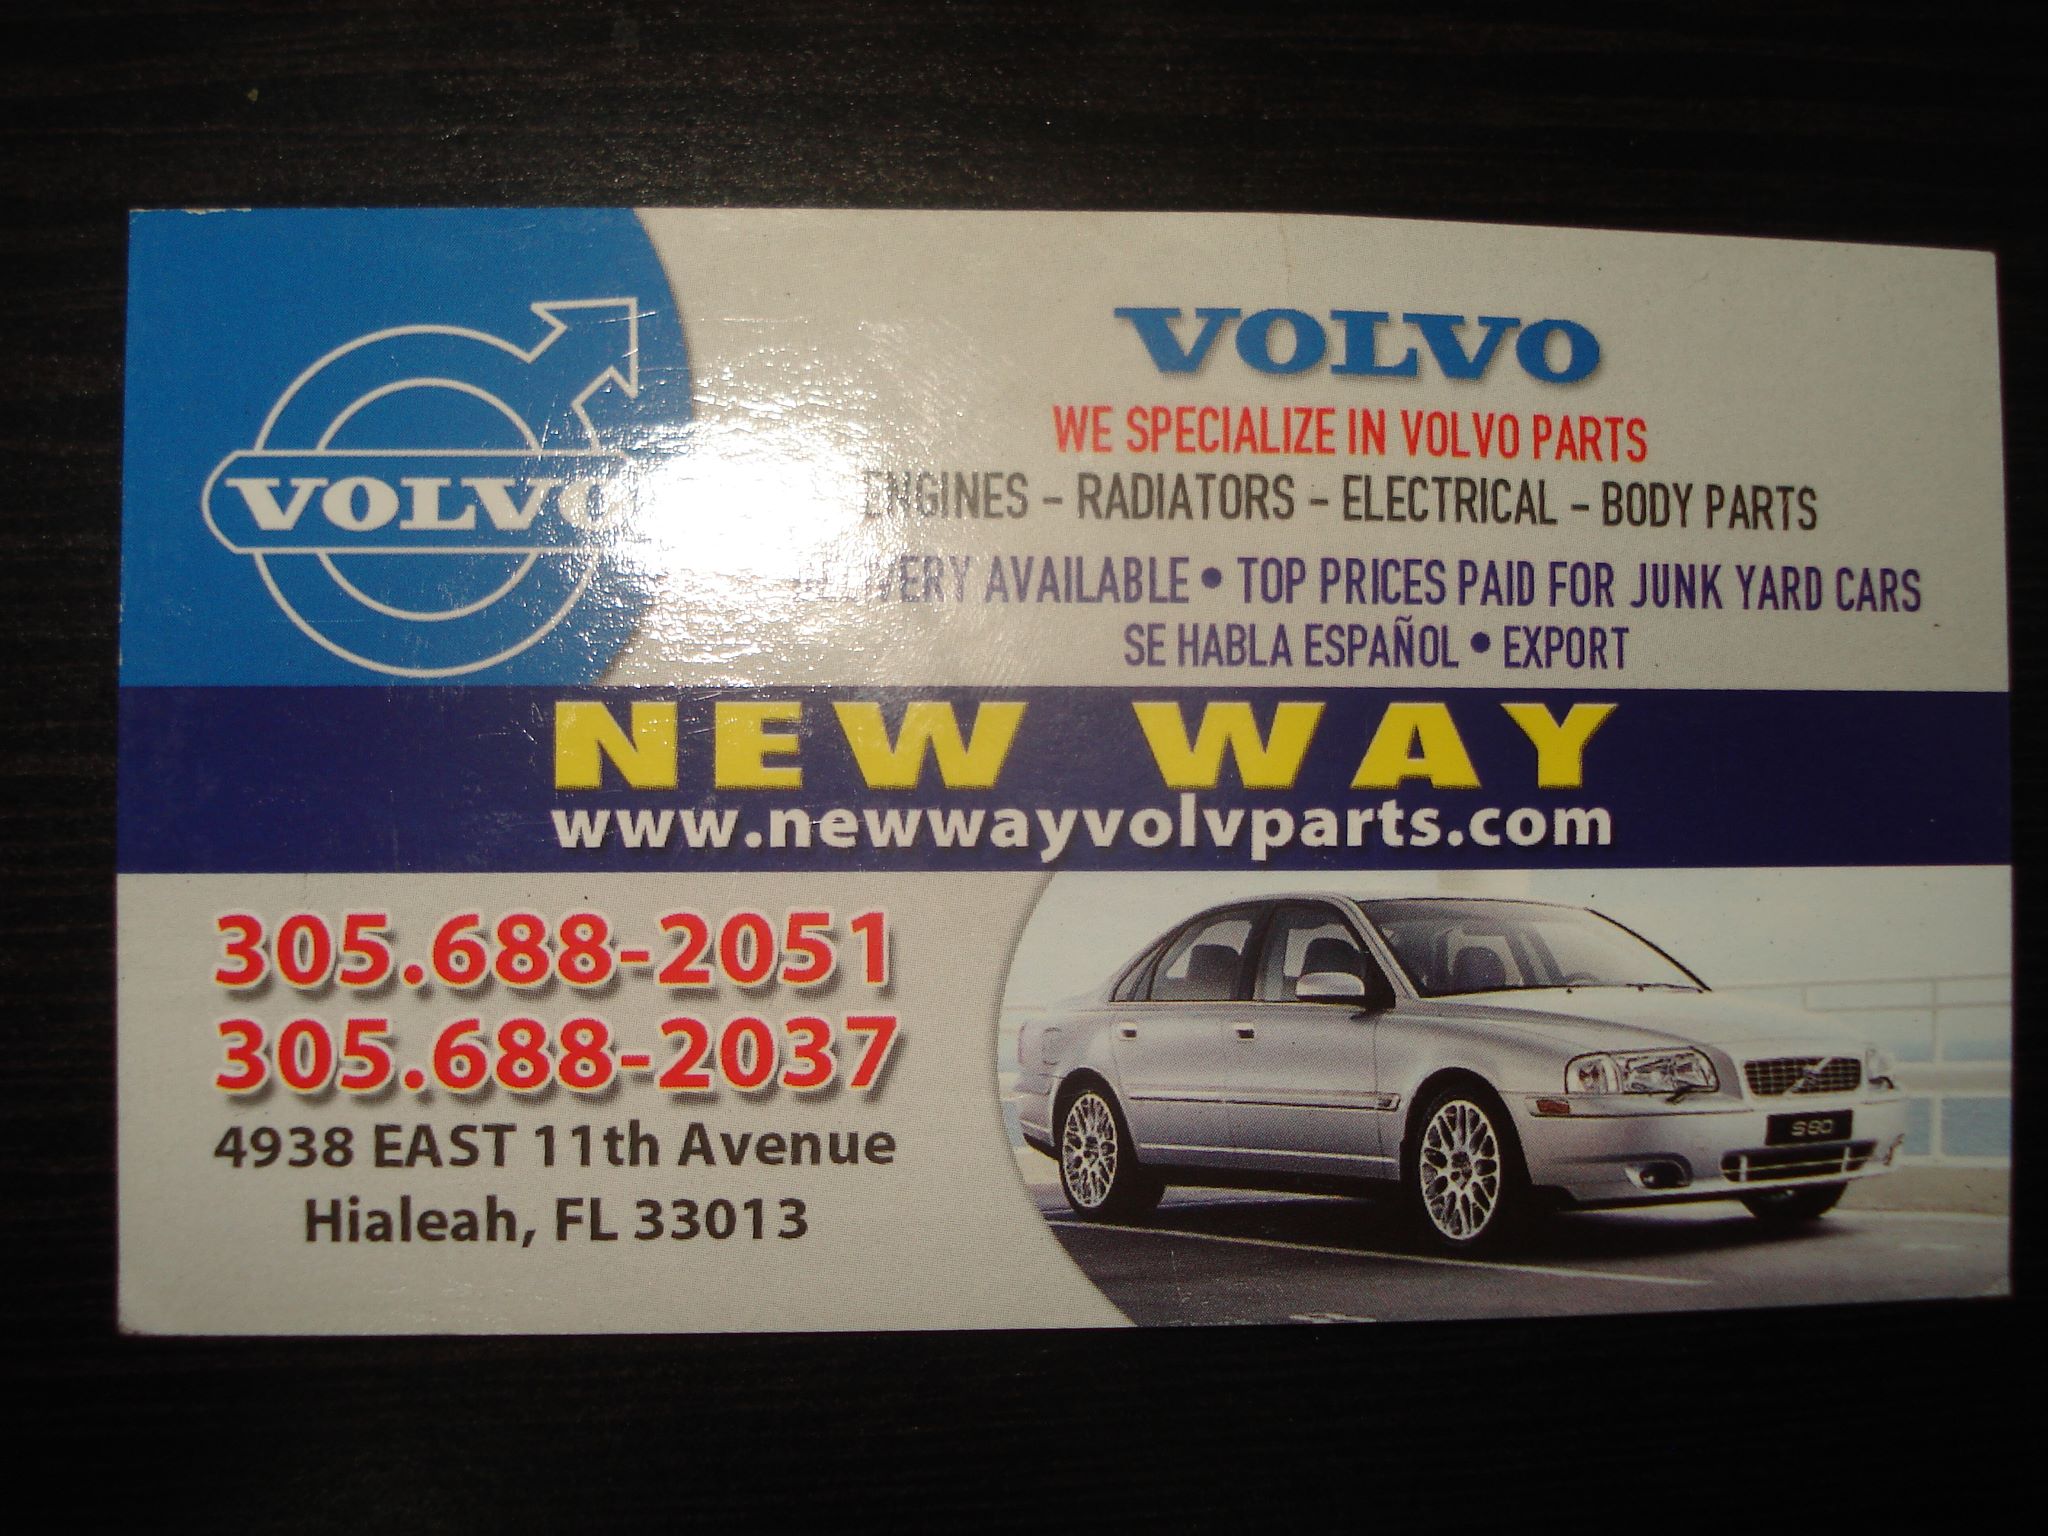 VOLVO
VOLVO
WE SPECIALIZE IN VOLVO PARTS
ENGINES - RADIATORS - ELECTRICAL - BODY PARTS
AVAILABLE • TOP PRICES PAID FOR JUNK YARD CARS
SE HABLA ESPAÑOL • EXPORT
NEW WAY
www.newwayvolvparts.com
305.688-2051
305.688-2037
4938 EAST 11th Avenue
Hialeah, FL 33013
S80